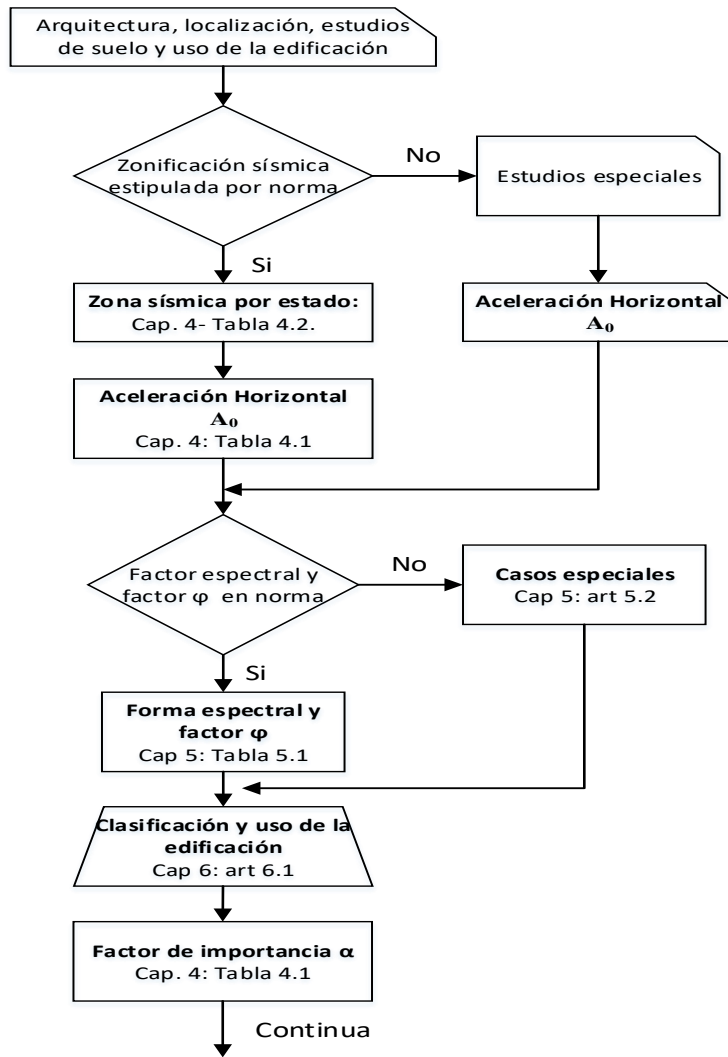 Arquitectura, localización, estudios
de suelo y uso de la edificación
Zonificación sísmica
estipulada por norma
No
Estudios especiales
Si
Zona sísmica por estado:
Cap. 4- Tabla 4.2.
Aceleración Horizontal
A₀
Aceleración Horizontal
A₀
Cap. 4: Tabla 4.1
Factor espectral y
factor φ en norma
No
Casos especiales
Cap 5: art 5.2
Si
Forma espectral y
factor φ
Cap 5: Tabla 5.1
Clasificación y uso de la
edificación
Cap 6: art 6.1
Factor de importancia α
Cap. 4: Tabla 4.1
Continua